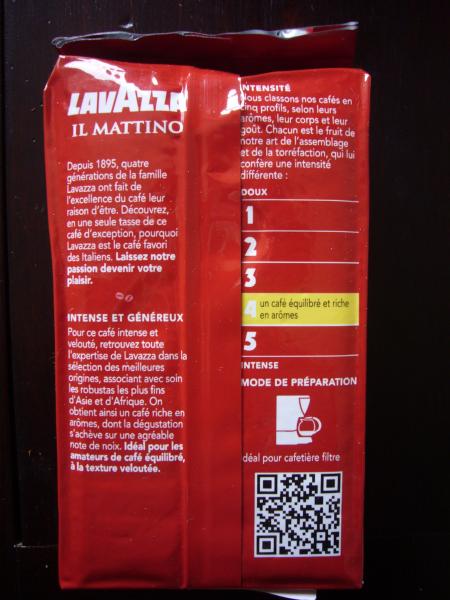 LAVAZZA
IL MATTINO
Depuis 1895, quatre
générations de la famille
Lavazza ont fait de
l'excellence du café leur
raison d'être. Découvrez,
en une seule tasse de ce
café d'exception, pourquoi
Lavazza est le café favori
des Italiens. Laissez notre
passion devenir votre
plaisir.
INTENSE ET GÉNÉREUX
Pour ce café intense et
velouté, retrouvez toute
l'expertise de Lavazza dans la
sélection des meilleures
origines, associant avec soin
les robustas les plus fins
d'Asie et d'Afrique. On
obtient ainsi un café riche en
arômes, dont la dégustation
s'achève sur une agréable
note de noix. Idéal pour les
amateurs de café équilibré,
à la texture veloutée.
INTENSITÉ
Nous classons nos cafés en
cinq profils, selon leurs
arômes, leur corps et leur
goût. Chacun est le fruit de
notre art de l'assemblage
et de la torréfaction, qui lui
confère une intensité
différente :
DOUX
1
2
3
4 un café équilibré et riche
en arômes
5
INTENSE
MODE DE PRÉPARATION
Idéal pour cafetière filtre